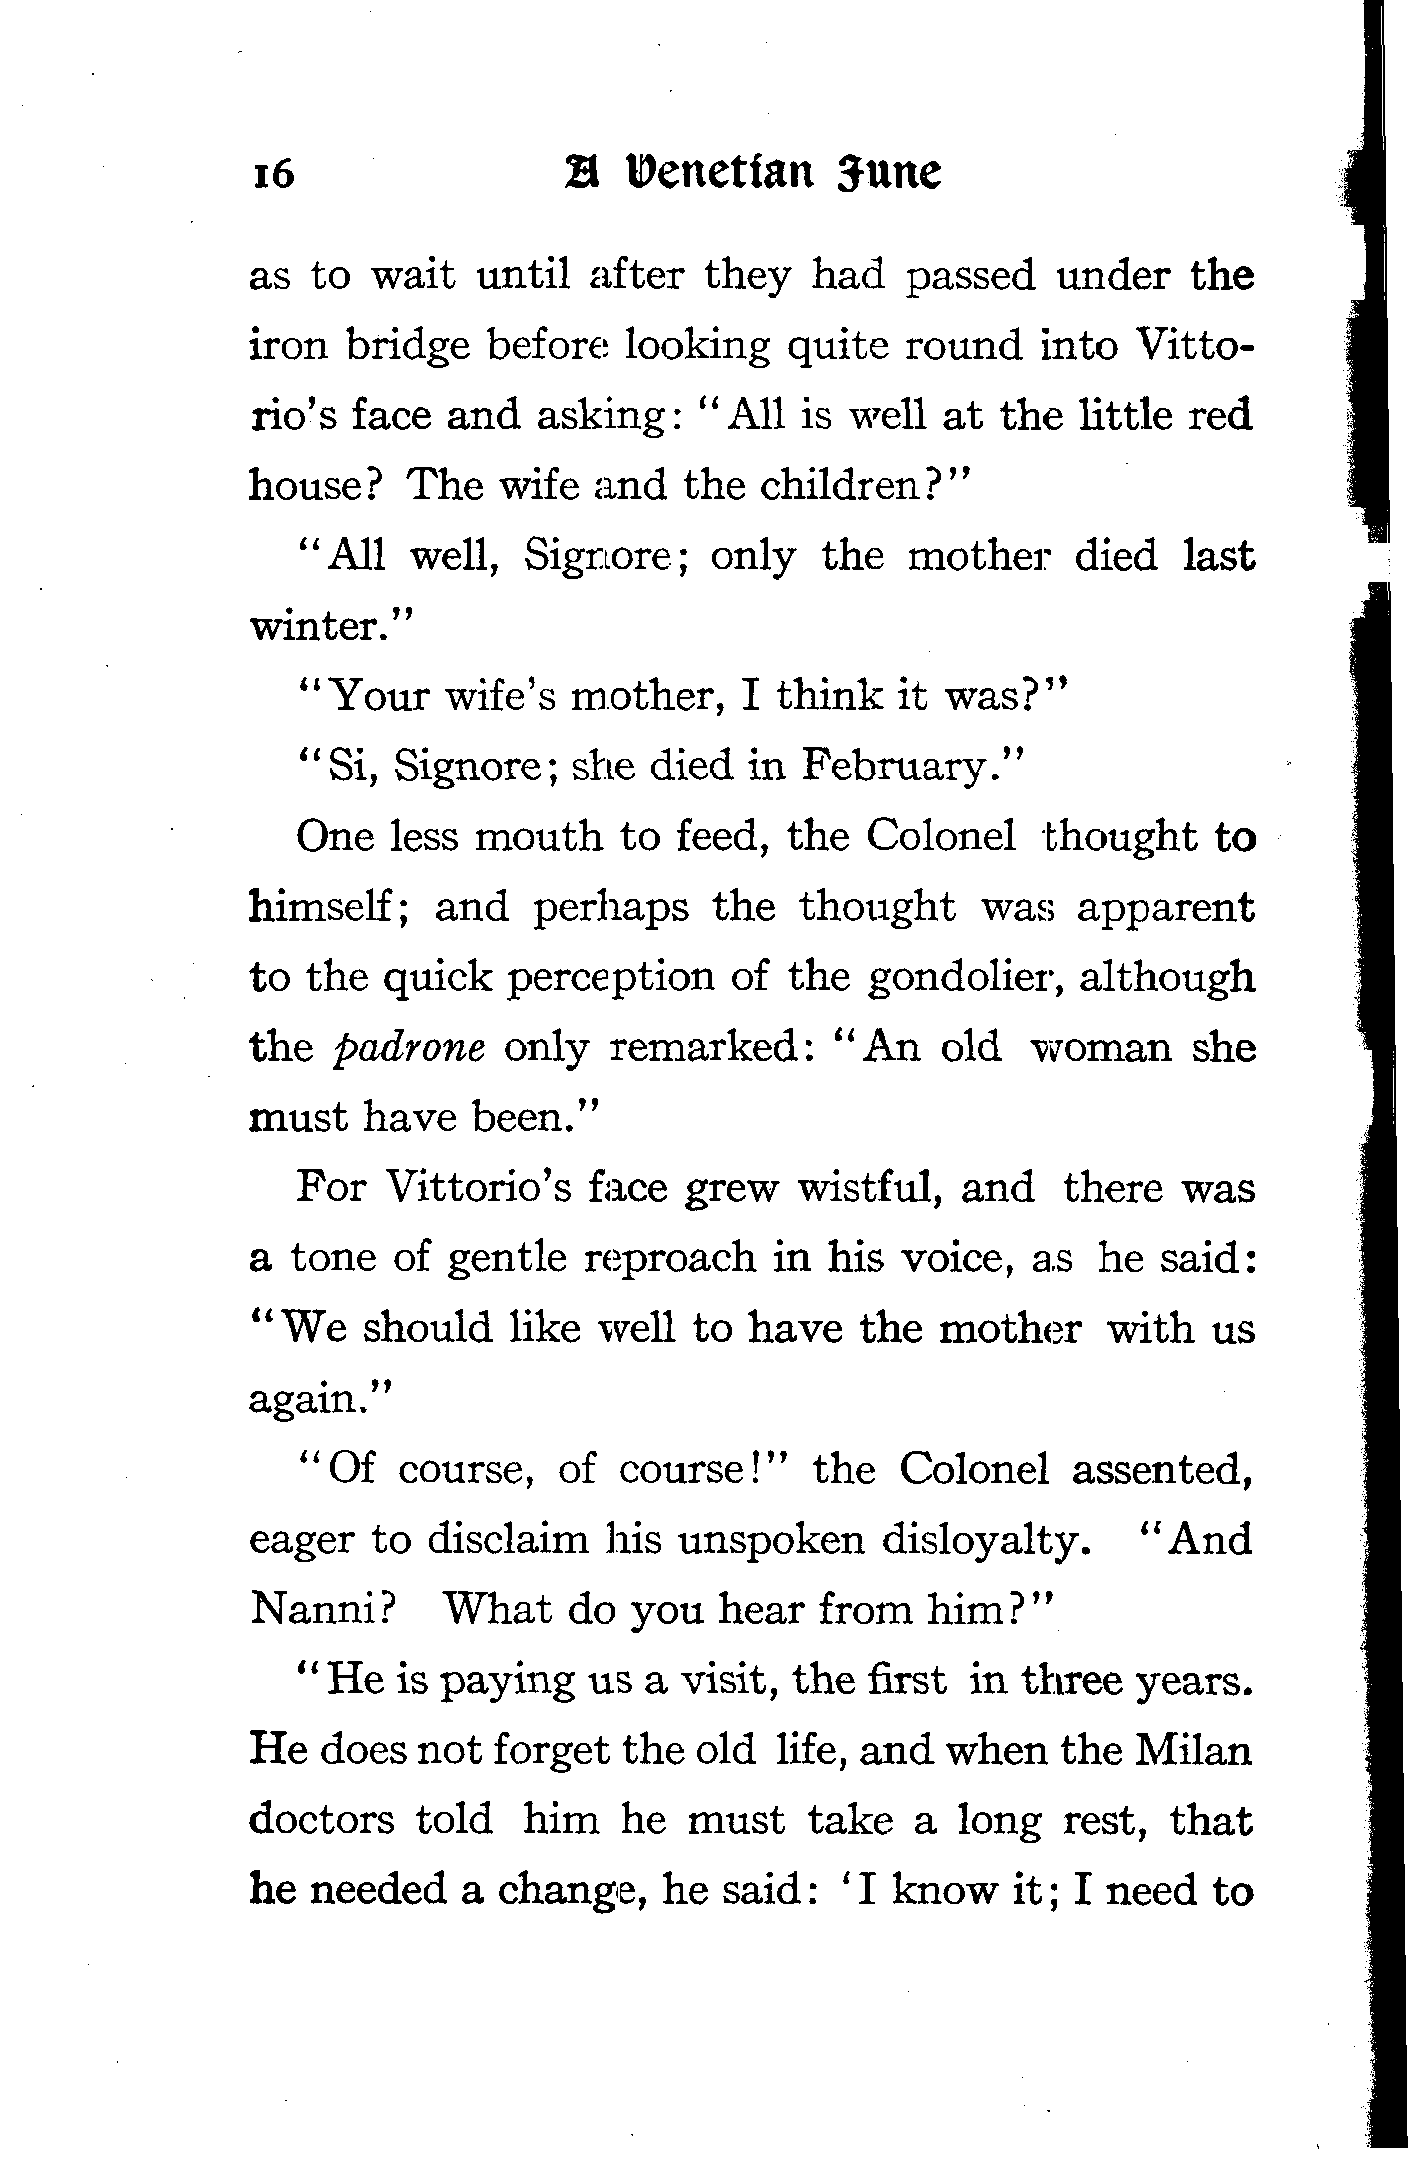 16 A Venetian June
as to wait until after they had passed under the
iron bridge before looking quite round into Vitto-
rio's face and asking: "All is well at the little red
house? The wife and the children?"
"All well, Signore; only the mother died last
winter."
"Your wife's mother, I think it was?"
"Si, Signore; she died in February."
One less mouth to feed, the Colonel thought to
himself; and perhaps the thought was apparent
to the quick perception of the gondolier, although
the padrone only remarked: "An old woman she
must have been."
For Vittorio's face grew wistful, and there was
a tone of gentle reproach in his voice, as he said:
"We should like well to have the mother with us
again."
"Of course, of course!" the Colonel assented,
eager to disclaim his unspoken disloyalty. "And
Nanni? What do you hear from him?"
"He is paying us a visit, the first in three years.
He does not forget the old life, and when the Milan
doctors told him he must take a long rest, that
he needed a change, he said: 'I know it; I need to